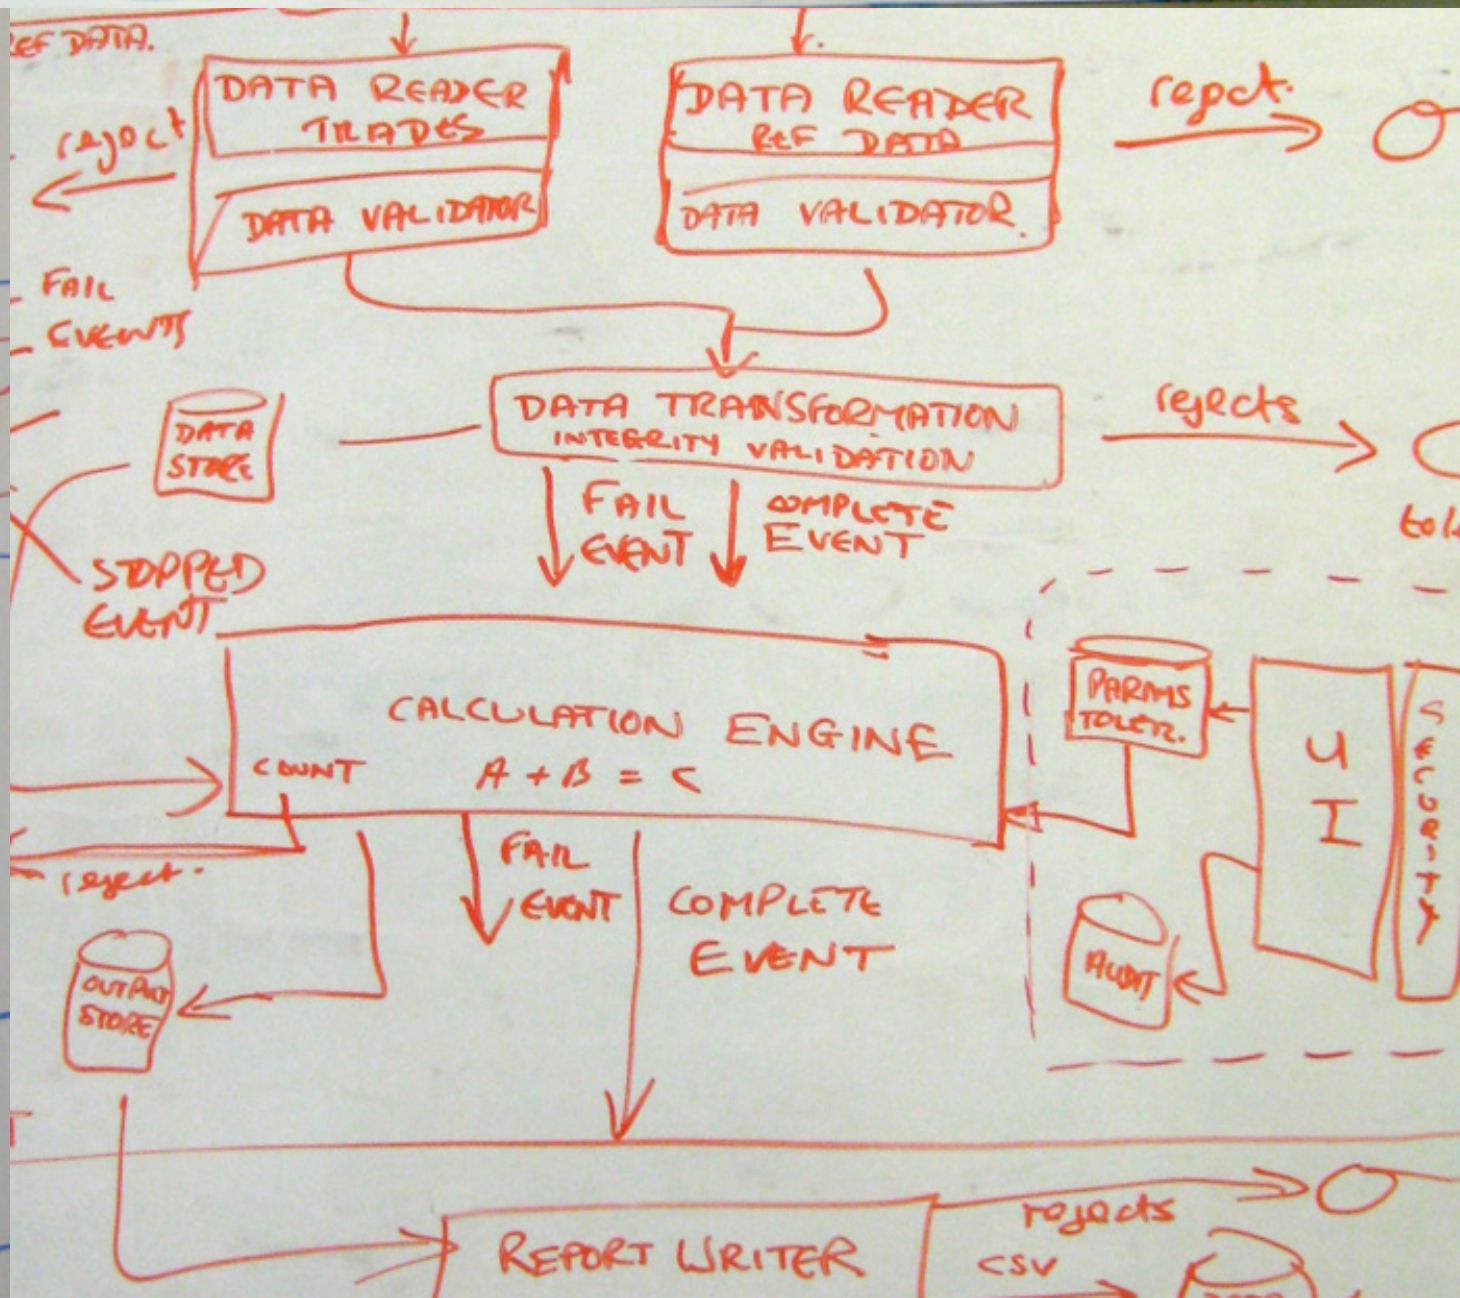 REF DATA.
DATA READER
TRADES
DATA VALIDATOR
reject
DATA READER
REF DATA
DATA VALIDATOR.
reject.
FAIL
EVENTS
DATA
STORE
DATA TRANSFORMATION
INTEGRITY VALIDATION
rejects
FAIL
EVENT
COMPLETE
EVENT
STOPPED
EVENT
CALCULATION ENGINE
COUNT
A + B = C
PARAMS
TOLER.
UI
SECURITY
AUDIT
reject.
FAIL
EVENT
COMPLETE
EVENT
OUTPUT
STORE
REPORT WRITER
rejects
CSV